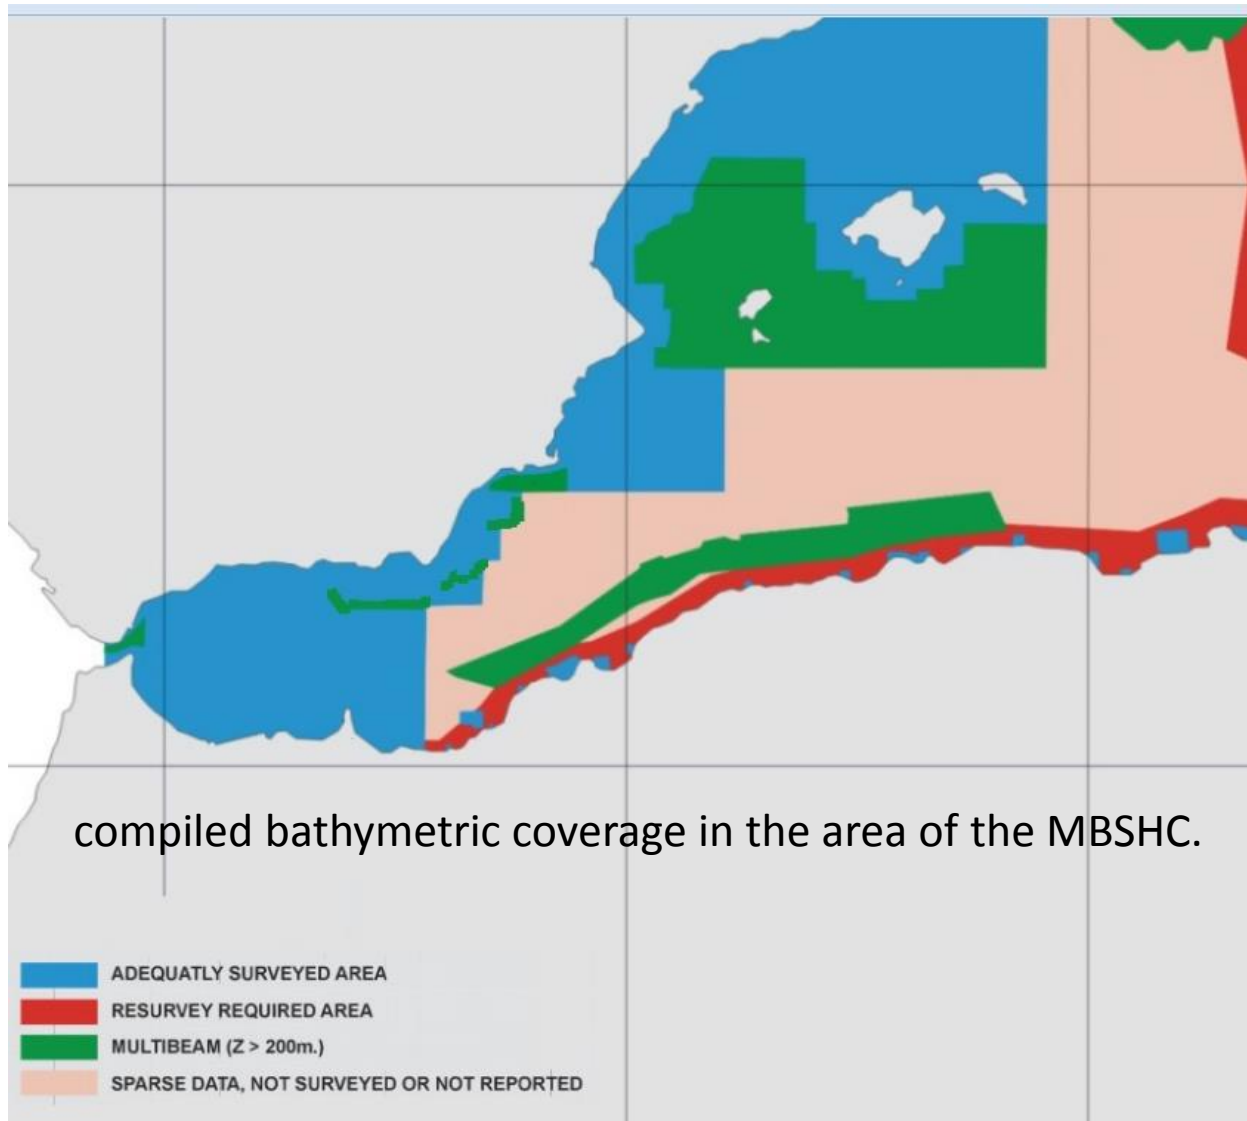 compiled bathymetric coverage in the area of the MBSHC.
ADEQUATLY SURVEYED AREA
RESURVEY REQUIRED AREA
MULTIBEAM (Z > 200m.)
SPARSE DATA, NOT SURVEYED OR NOT REPORTED